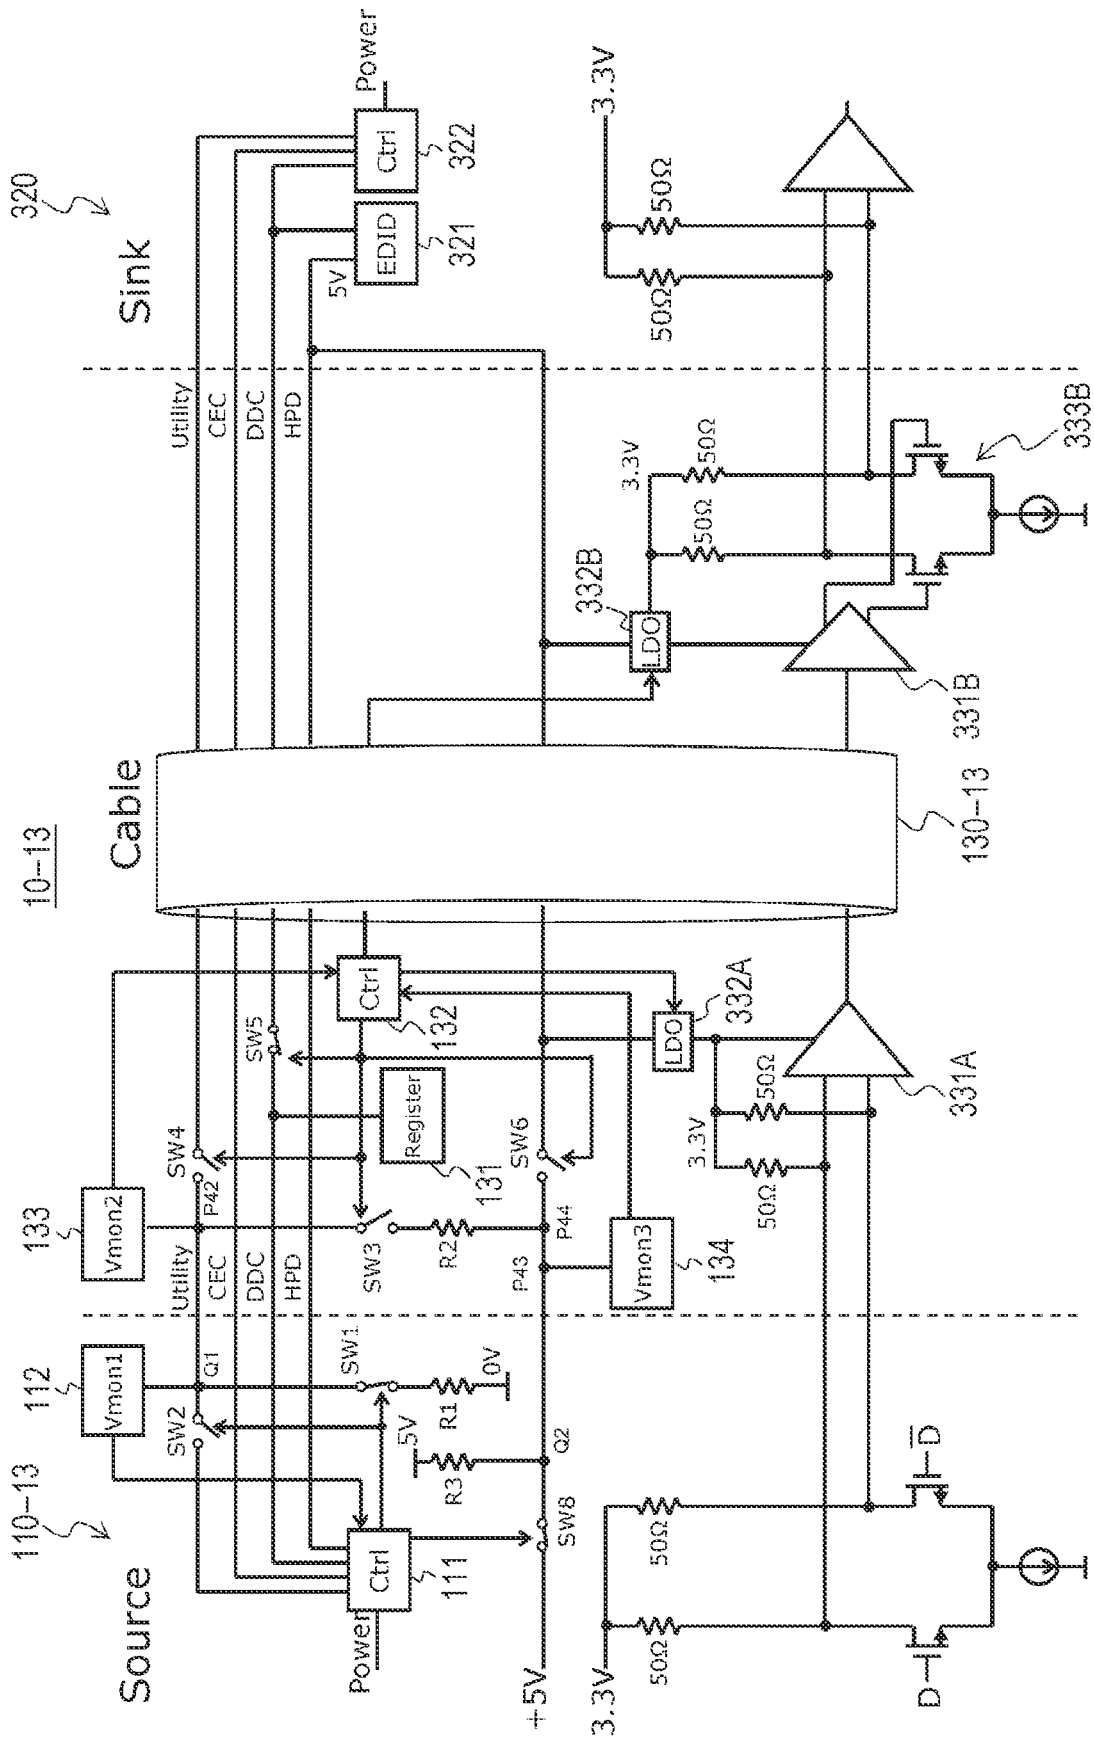 10-13
Source
Cable
Sink
110-13
112
133
320
Vmon1
Vmon2
Utility
CEC
DDC
HPD
Utility
CEC
DDC
HPD
SW2
Q1
P42
SW4
SW5
Power
Ctrl
111
SW1
R1
0V
5V
R3
SW3
R2
Register
131
Ctrl
132
5V
EDID
321
Ctrl
322
Power
+5V
SW8
Q2
P43
P44
SW6
Vmon3
134
LDO
332A
LDO
332B
3.3V
50Ω
50Ω
3.3V
50Ω
50Ω
3.3V
50Ω
50Ω
3.3V
50Ω
50Ω
331A
130-13
331B
333B
D
D